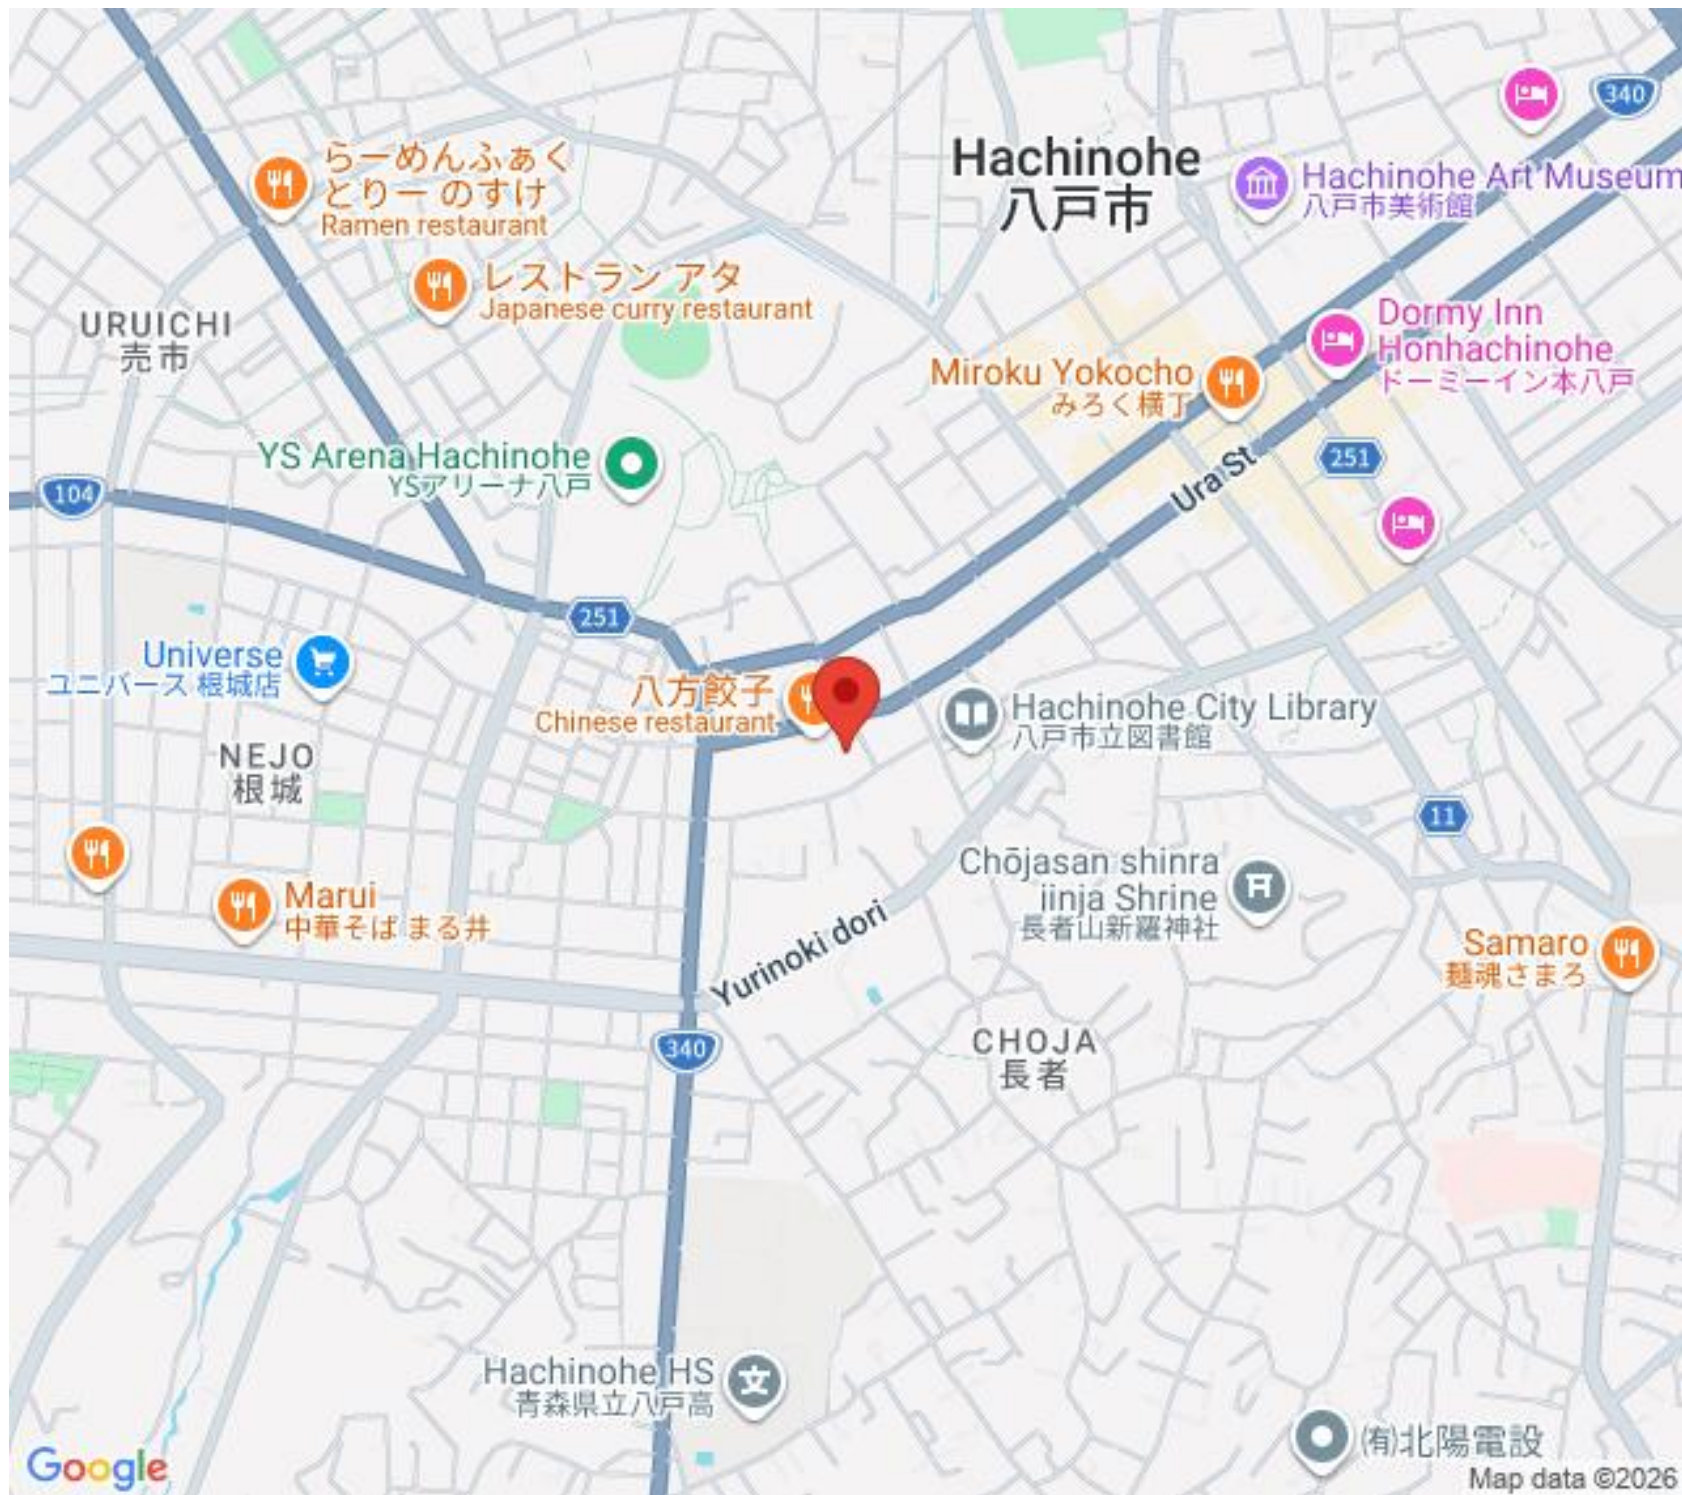 340
Hachinohe
八戸市
Hachinohe Art Museum
八戸市美術館
らーめんふぁく
とりー のすけ
Ramen restaurant
レストラン アタ
Japanese curry restaurant
URUICHI
売市
Dormy Inn
Honhachinohe
ドーミーイン本八戸
Miroku Yokocho
みろく横丁
YS Arena Hachinohe
YSアリーナ八戸
251
Ura St
104
251
Universe
ユニバース 根城店
八方餃子
Chinese restaurant
Hachinohe City Library
八戸市立図書館
NEJO
根城
11
Chōjasan shinra
iinja Shrine
長者山新羅神社
Marui
中華そば まる井
Yurinoki dori
Samaro
麺魂さまろ
340
CHOJA
長者
Hachinohe HS
青森県立八戸高
㈲北陽電設
Google
Map data ©2026